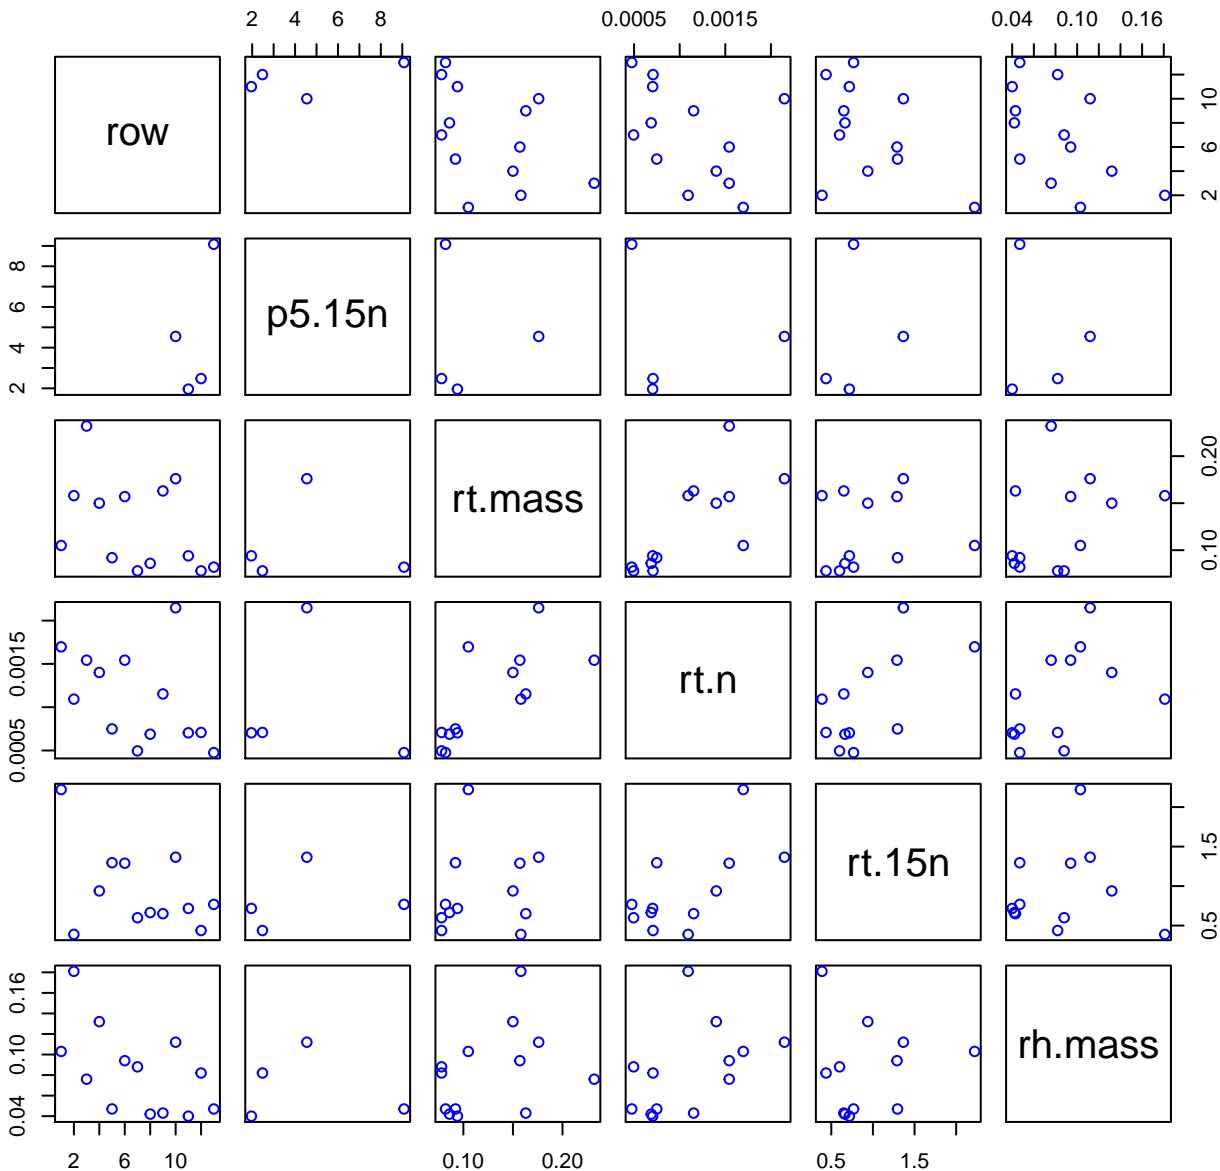 2 4 6 8 0.0005 0.0015 0.04 0.10 0.16
row 2 6 10
2 4 6 8 p5.15n
rt.mass 0.10 0.20
0.0005 0.0015 rt.n
rt.15n 0.5 1.5
0.04 0.10 0.16 rh.mass
2 6 10 0.10 0.20 0.5 1.5